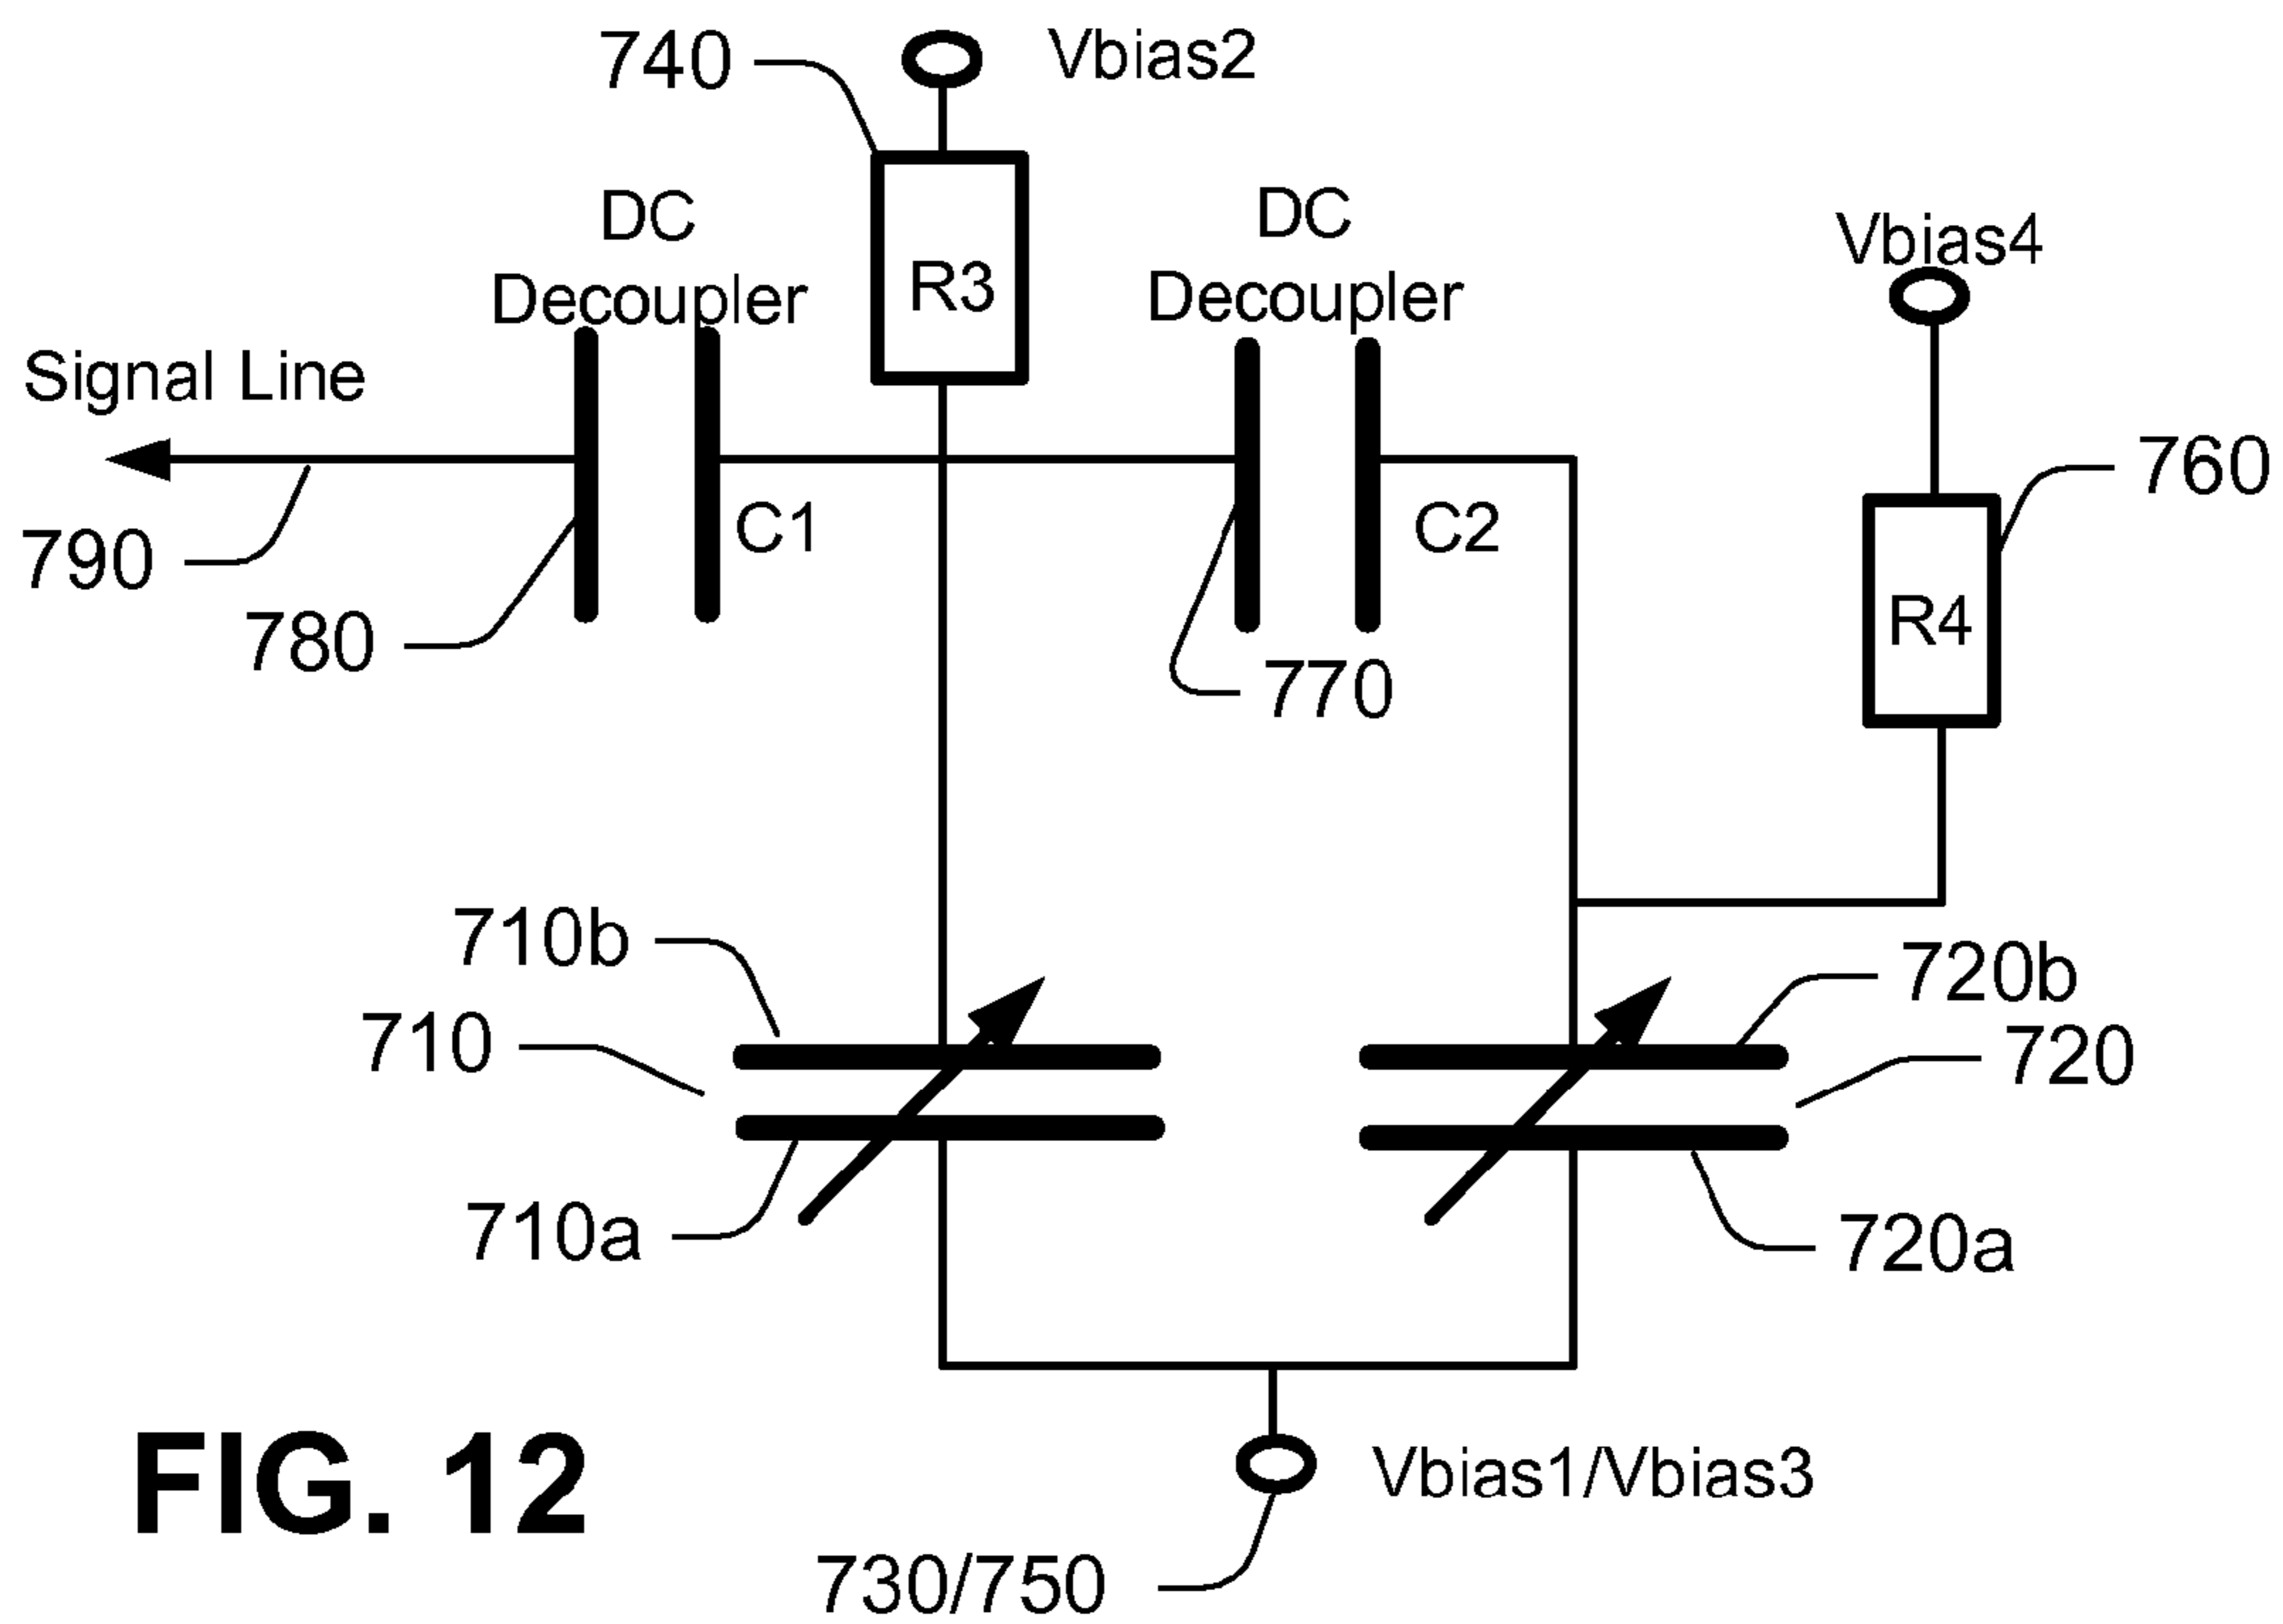 740
Vbias2
DC
Decoupler
R3
DC
Decoupler
Vbias4
Signal Line
760
790
C1
C2
780
R4
770
710b
720b
710
720
710a
720a
FIG. 12
Vbias1/Vbias3
730/750